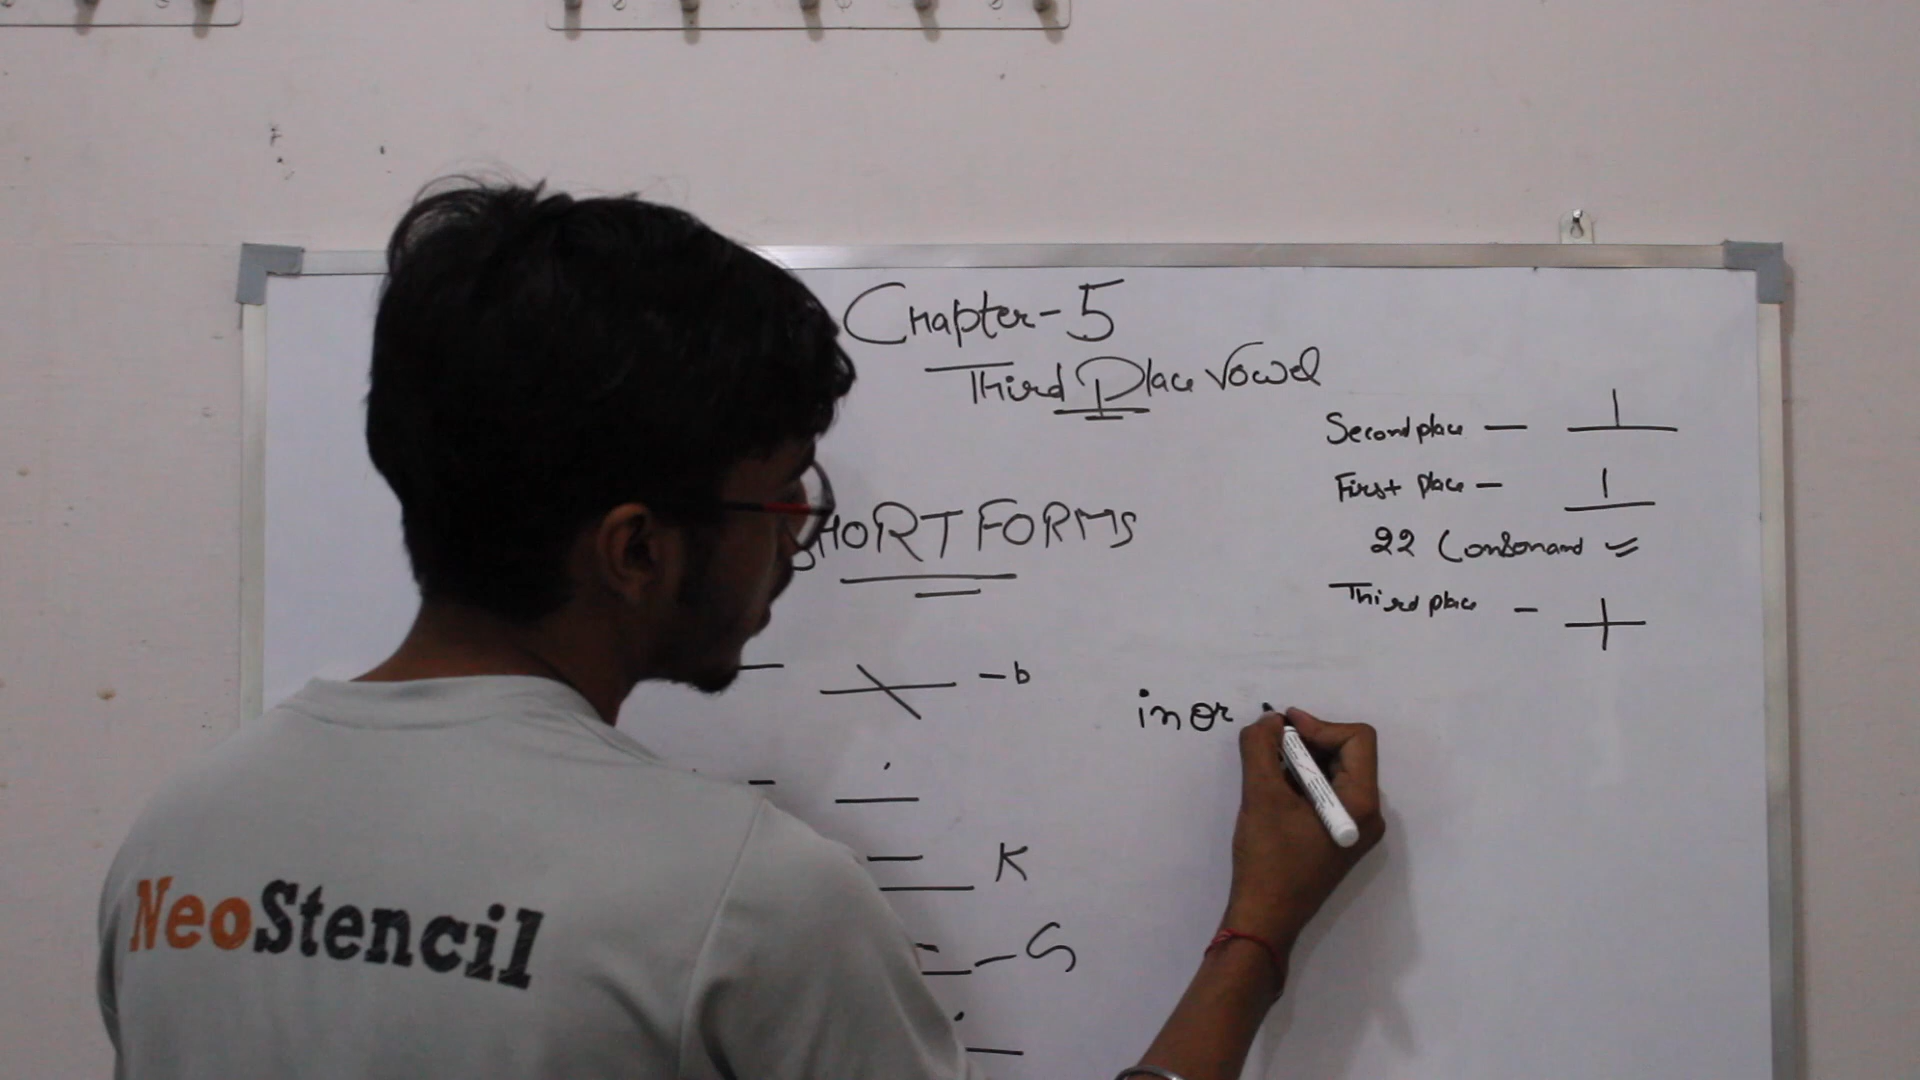 Chapter-5
Third Place Vowel
Second place —
First place —
22 Consonand
Third place -
SHORT FORMS
- b
in or
K
- G
NeoStencil